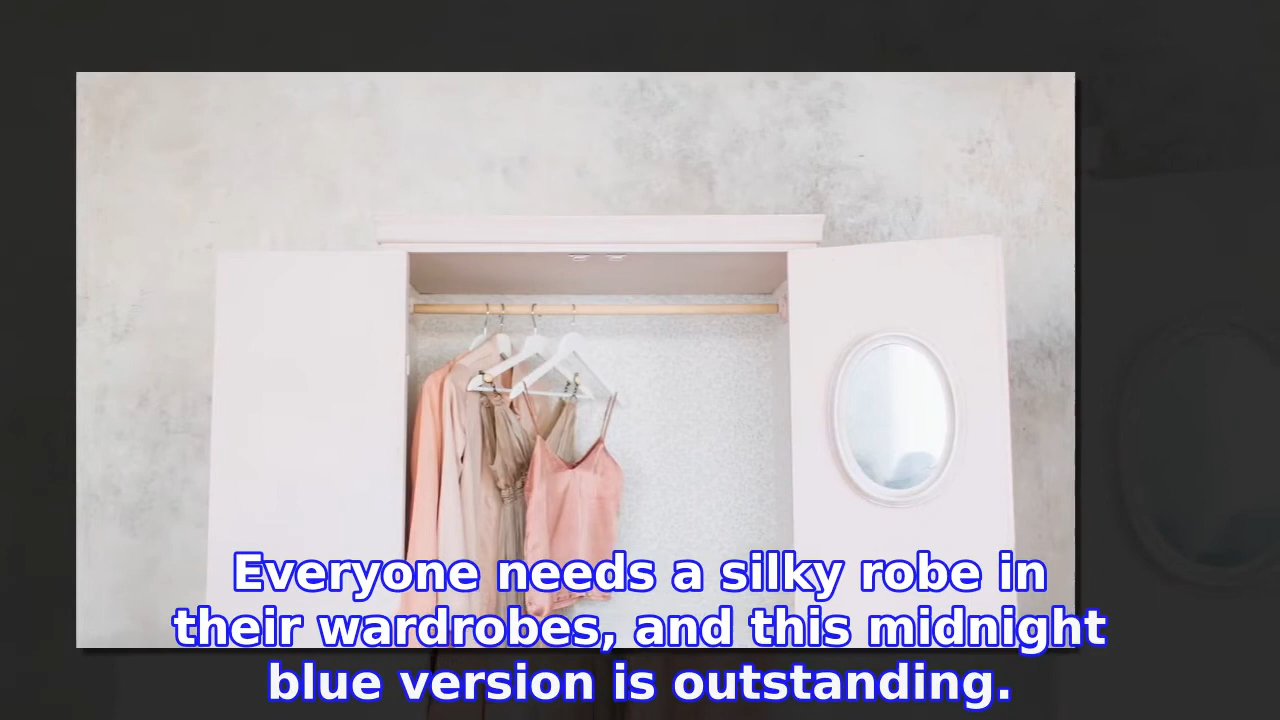 Everyone needs a silky robe in
their wardrobes, and this midnight
blue version is outstanding.